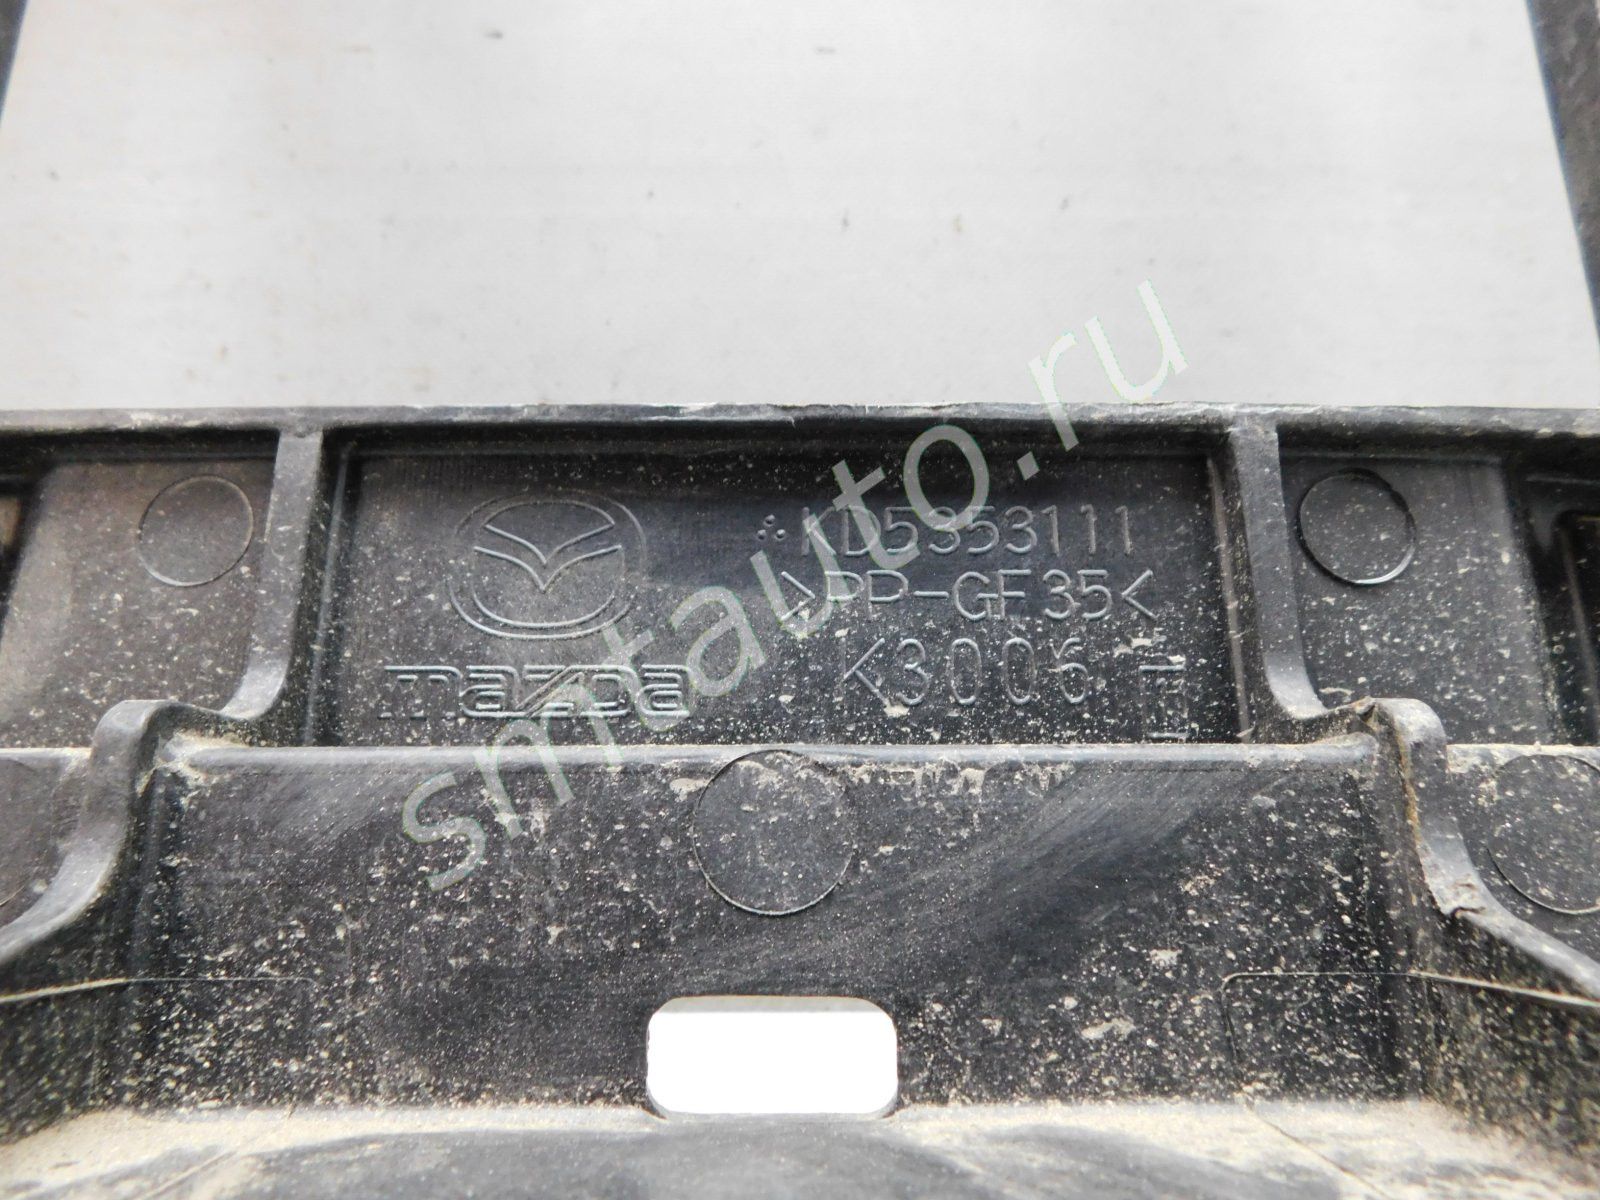 KD5353111
>PP-GF35<
mazda K3006
smtauto.ru